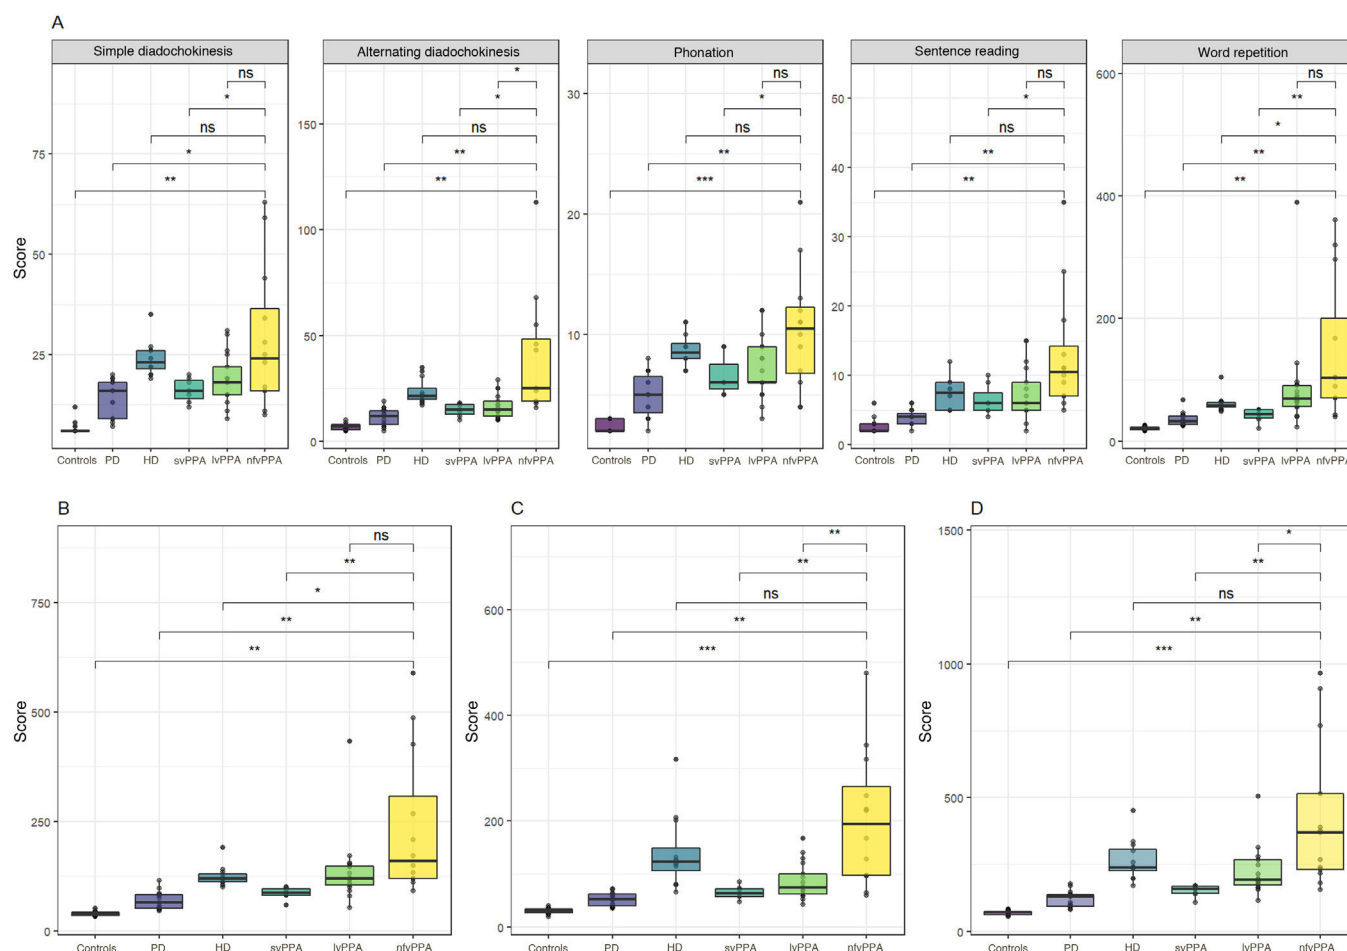 A
Simple diadochokinesis
Alternating diadochokinesis
Phonation
Sentence reading
Word repetition
Score
75
50
25
ns
*
ns
*
**
Controls PD HD svPPA lvPPA nfvPPA
150
100
50
0
*
*
ns
**
**
Controls PD HD svPPA lvPPA nfvPPA
30
20
10
ns
*
ns
**
***
Controls PD HD svPPA lvPPA nfvPPA
50
40
30
20
10
0
ns
*
ns
**
**
Controls PD HD svPPA lvPPA nfvPPA
600
400
200
0
ns
**
*
**
**
Controls PD HD svPPA lvPPA nfvPPA
B
Score
750
500
250
0
ns
**
*
**
**
Controls PD HD svPPA lvPPA nfvPPA
C
Score
600
400
200
0
**
**
ns
**
***
Controls PD HD svPPA lvPPA nfvPPA
D
Score
1500
1000
500
0
*
**
ns
**
***
Controls PD HD svPPA lvPPA nfvPPA